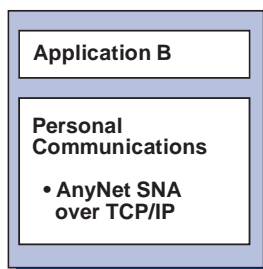 Application B
Personal
Communications
• AnyNet SNA
over TCP/IP